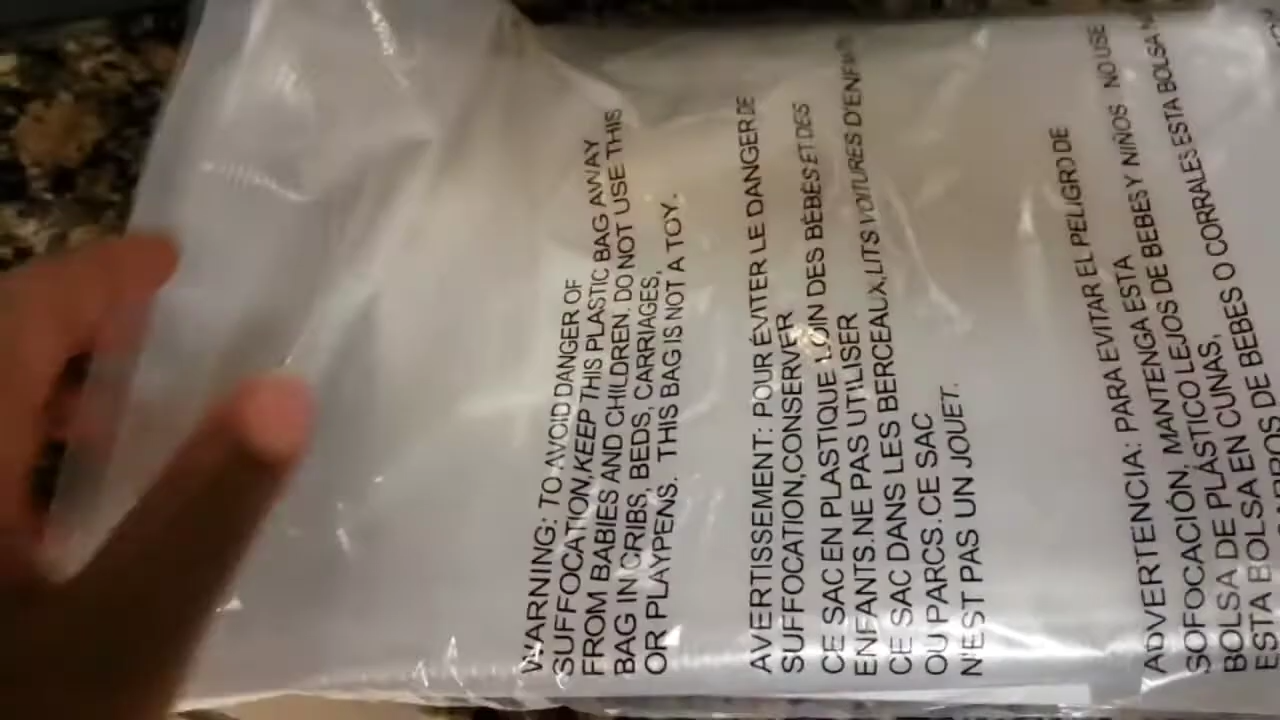 WARNING: TO AVOID DANGER OF
SUFFOCATION,KEEP THIS PLASTIC BAG AWAY
FROM BABIES AND CHILDREN. DO NOT USE THIS
BAG IN CRIBS, BEDS, CARRIAGES,
OR PLAYPENS. THIS BAG IS NOT A TOY.
AVERTISSEMENT: POUR ÉVITER LE DANGER DE
SUFFOCATION,CONSERVER
CE SAC EN PLASTIQUE LOIN DES BÉBÉS ET DES
ENFANTS.NE PAS UTILISER
CE SAC DANS LES BERCEAUX,LITS VOITURES D'ENFANT
OU PARCS.CE SAC
N'EST PAS UN JOUET.
ADVERTENCIA: PARA EVITAR EL PELIGRO DE
SOFOCACIÓN, MANTENGA ESTA
BOLSA DE PLÁSTICO LEJOS DE BEBES Y NIÑOS NO USE
ESTA BOLSA EN CUNAS,
DE BEBES O CORRALES ESTA BOLSA